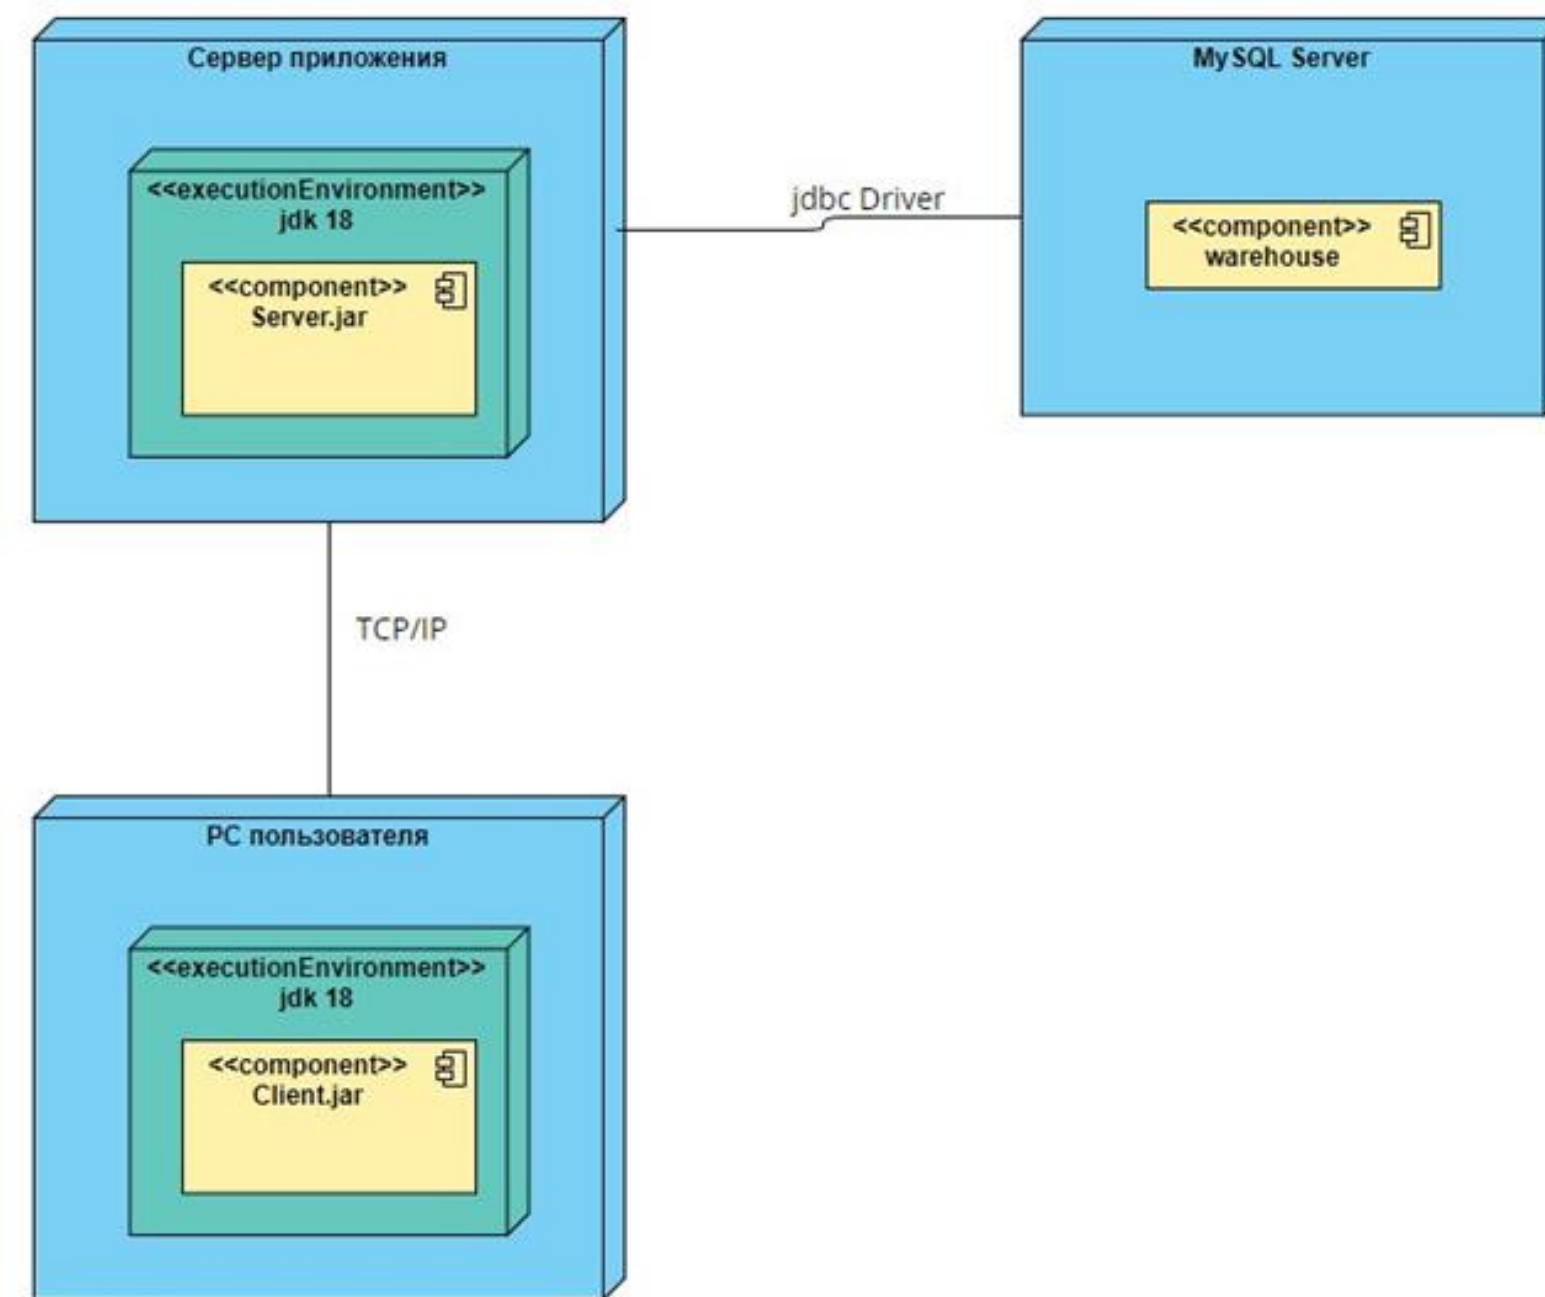 Сервер приложения
<<executionEnvironment>>
jdk 18
<<component>>
Server.jar
jdbc Driver
MySQL Server
<<component>>
warehouse
TCP/IP
PC пользователя
<<executionEnvironment>>
jdk 18
<<component>>
Client.jar